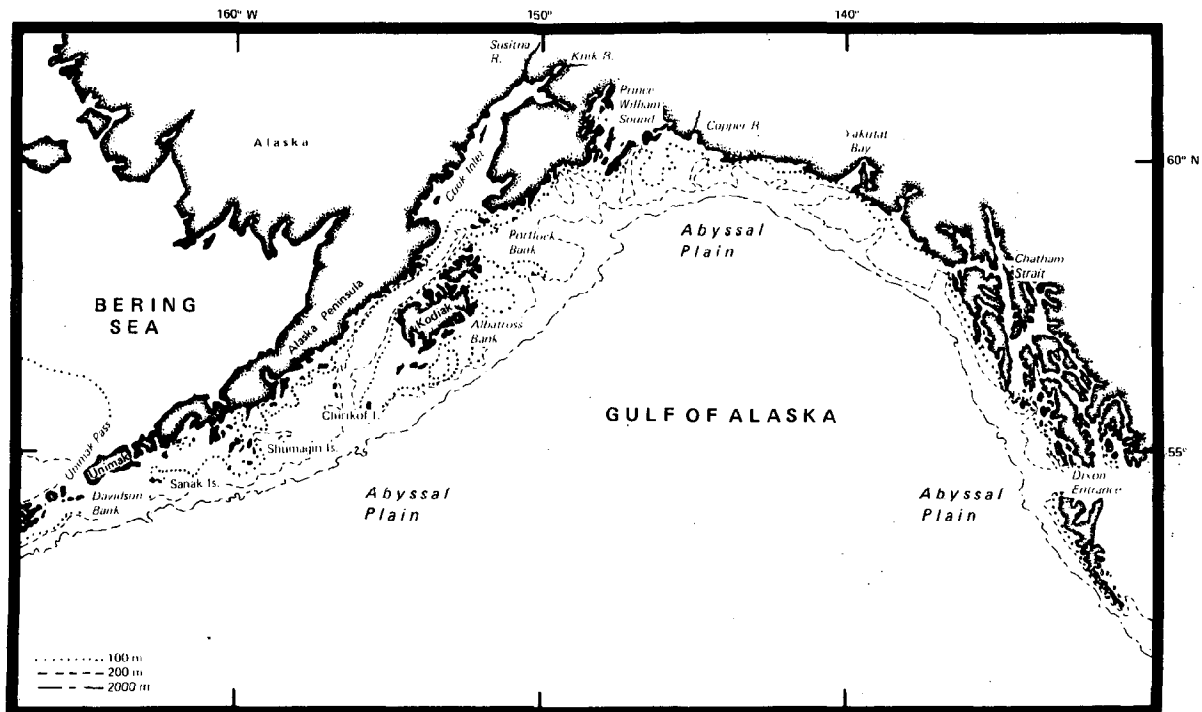 160° W
150°
140°
Susitna
R.
Knik R.
Prince
William
Sound
Copper R
Yakutat
Bay
Alaska
60° N
Cook Inlet
Portlock
Bank
Abyssal
Plain
Chatham
Strait
BERING
SEA
Alaska Peninsula
Kodiak
Albatross
Bank
Chirikof I.
GULF OF ALASKA
Unimak Pass
Unimak
Shumagin Is.
55°
Sanak Is.
Davidson
Bank
Abyssal
Plain
Abyssal
Plain
Dixon
Entrance
100 m
200 m
2000 m